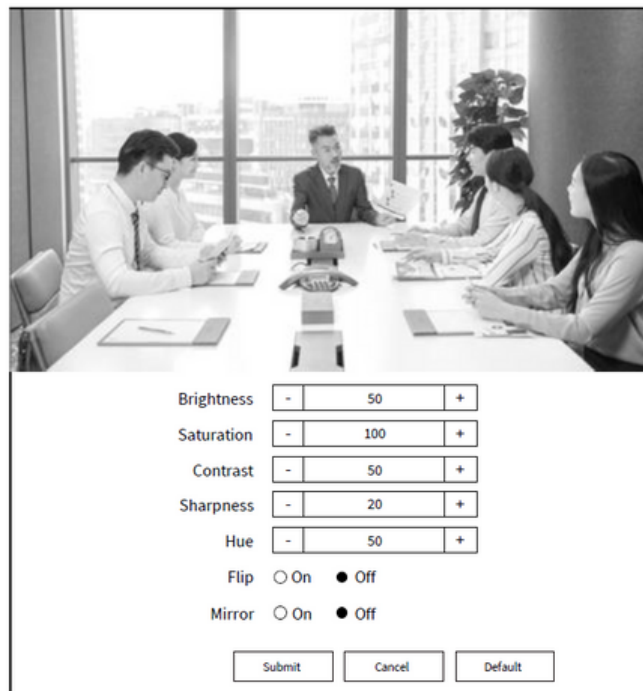 Brightness - 50 +
Saturation - 100 +
Contrast - 50 +
Sharpness - 20 +
Hue - 50 +
Flip On Off
Mirror On Off
Submit Cancel Default